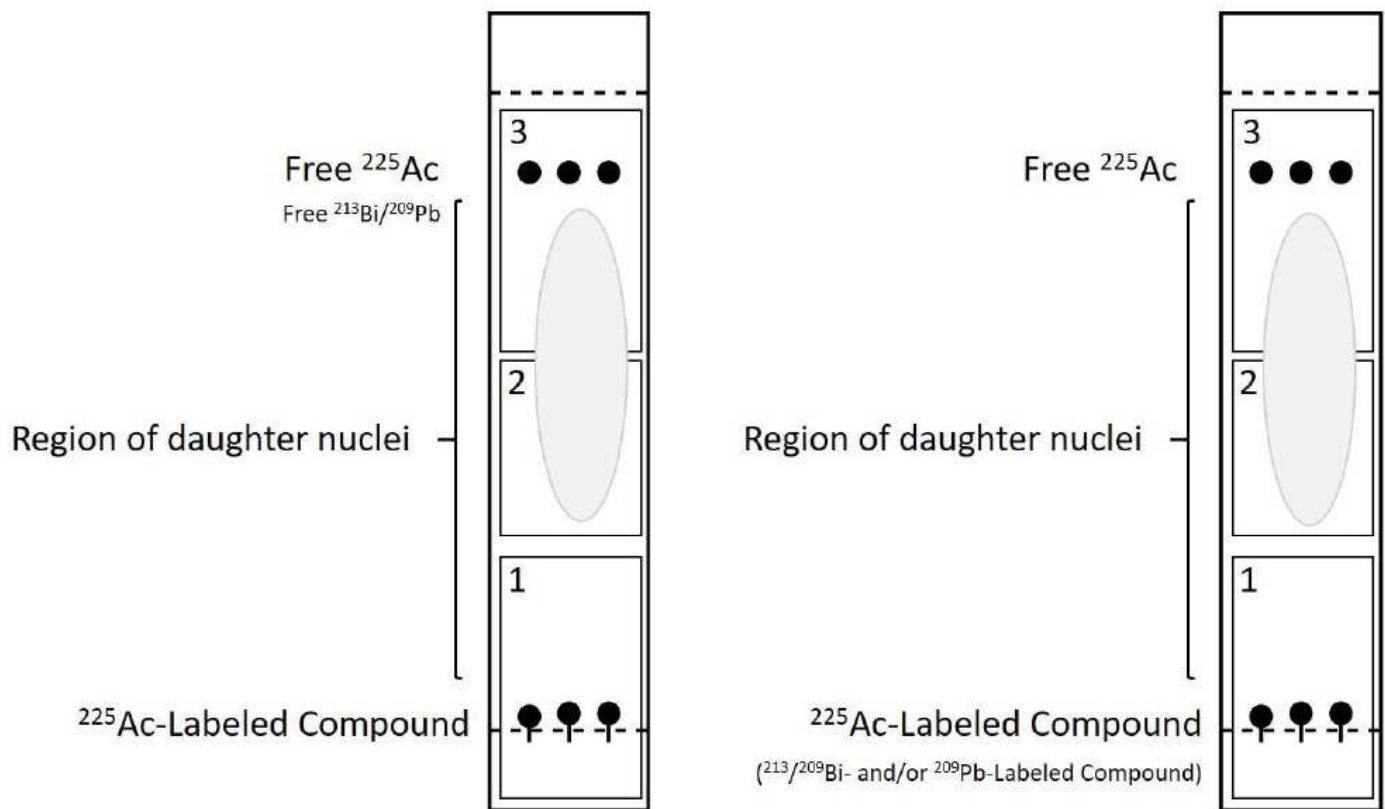 3
Free ²²⁵Ac
Free ²¹³Bi/²⁰⁹Pb
2
Region of daughter nuclei
1
²²⁵Ac-Labeled Compound
3
Free ²²⁵Ac
2
Region of daughter nuclei
1
²²⁵Ac-Labeled Compound
(²¹³/²⁰⁹Bi- and/or ²⁰⁹Pb-Labeled Compound)